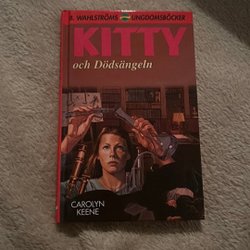 B. WAHLSTRÖMS UNGDOMSBÖCKER
KITTY
och Dödsängeln
CAROLYN
KEENE